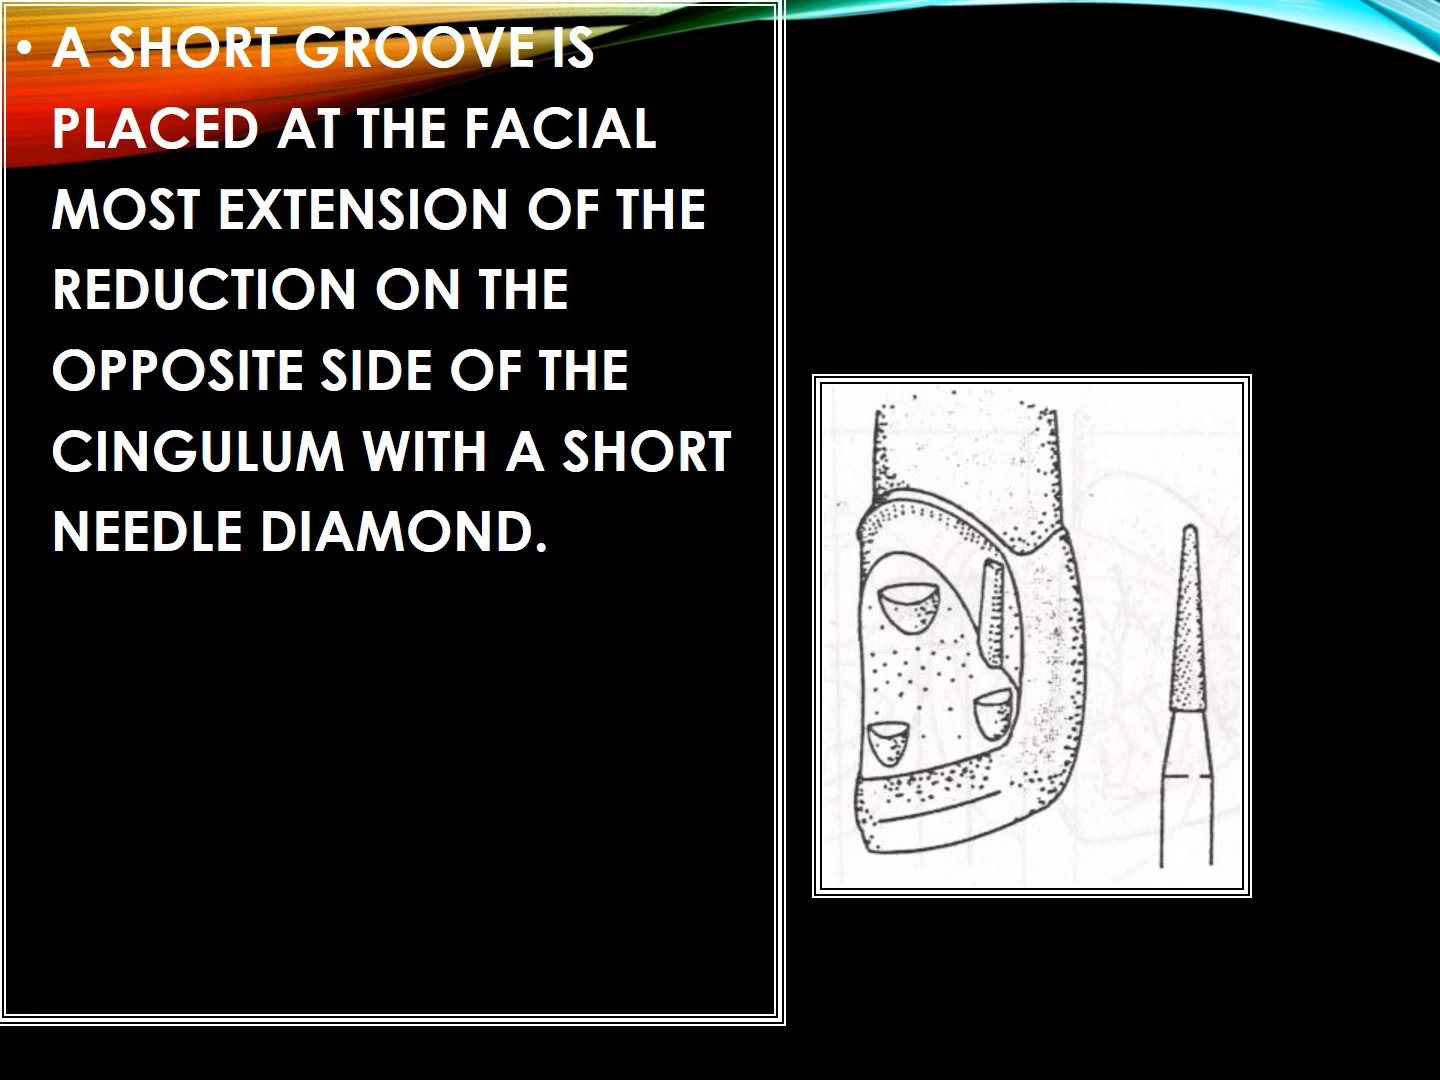 • A SHORT GROOVE IS
PLACED AT THE FACIAL
MOST EXTENSION OF THE
REDUCTION ON THE
OPPOSITE SIDE OF THE
CINGULUM WITH A SHORT
NEEDLE DIAMOND.